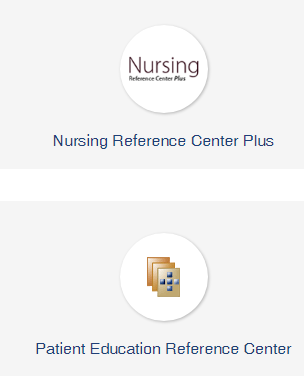 Nursing
Reference Center Plus
Nursing Reference Center Plus
Patient Education Reference Center